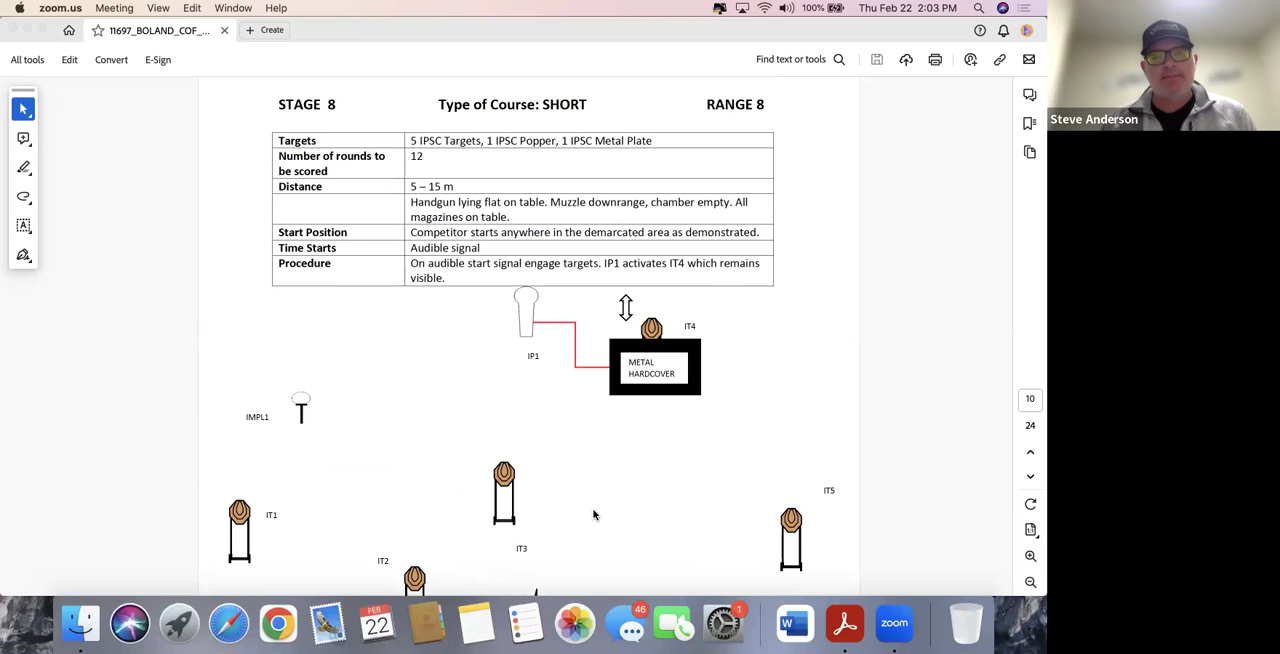 zoom.us Meeting View Edit Window Help 100% Thu Feb 22 2:03 PM
11697_BOLAND_COF_... Create
All tools Edit Convert E-Sign Find text or tools
STAGE 8 Type of Course: SHORT RANGE 8
Targets 5 IPSC Targets, 1 IPSC Popper, 1 IPSC Metal Plate
Number of rounds to 12
be scored
Distance 5 – 15 m
Handgun lying flat on table. Muzzle downrange, chamber empty. All
magazines on table.
Start Position Competitor starts anywhere in the demarcated area as demonstrated.
Time Starts Audible signal
Procedure On audible start signal engage targets. IP1 activates IT4 which remains
visible.
IT4
IP1
METAL
HARDCOVER
IMPL1
IT1
IT2
IT3
IT5
10
24
Steve Anderson
FEB
22
46
1
W
zoom